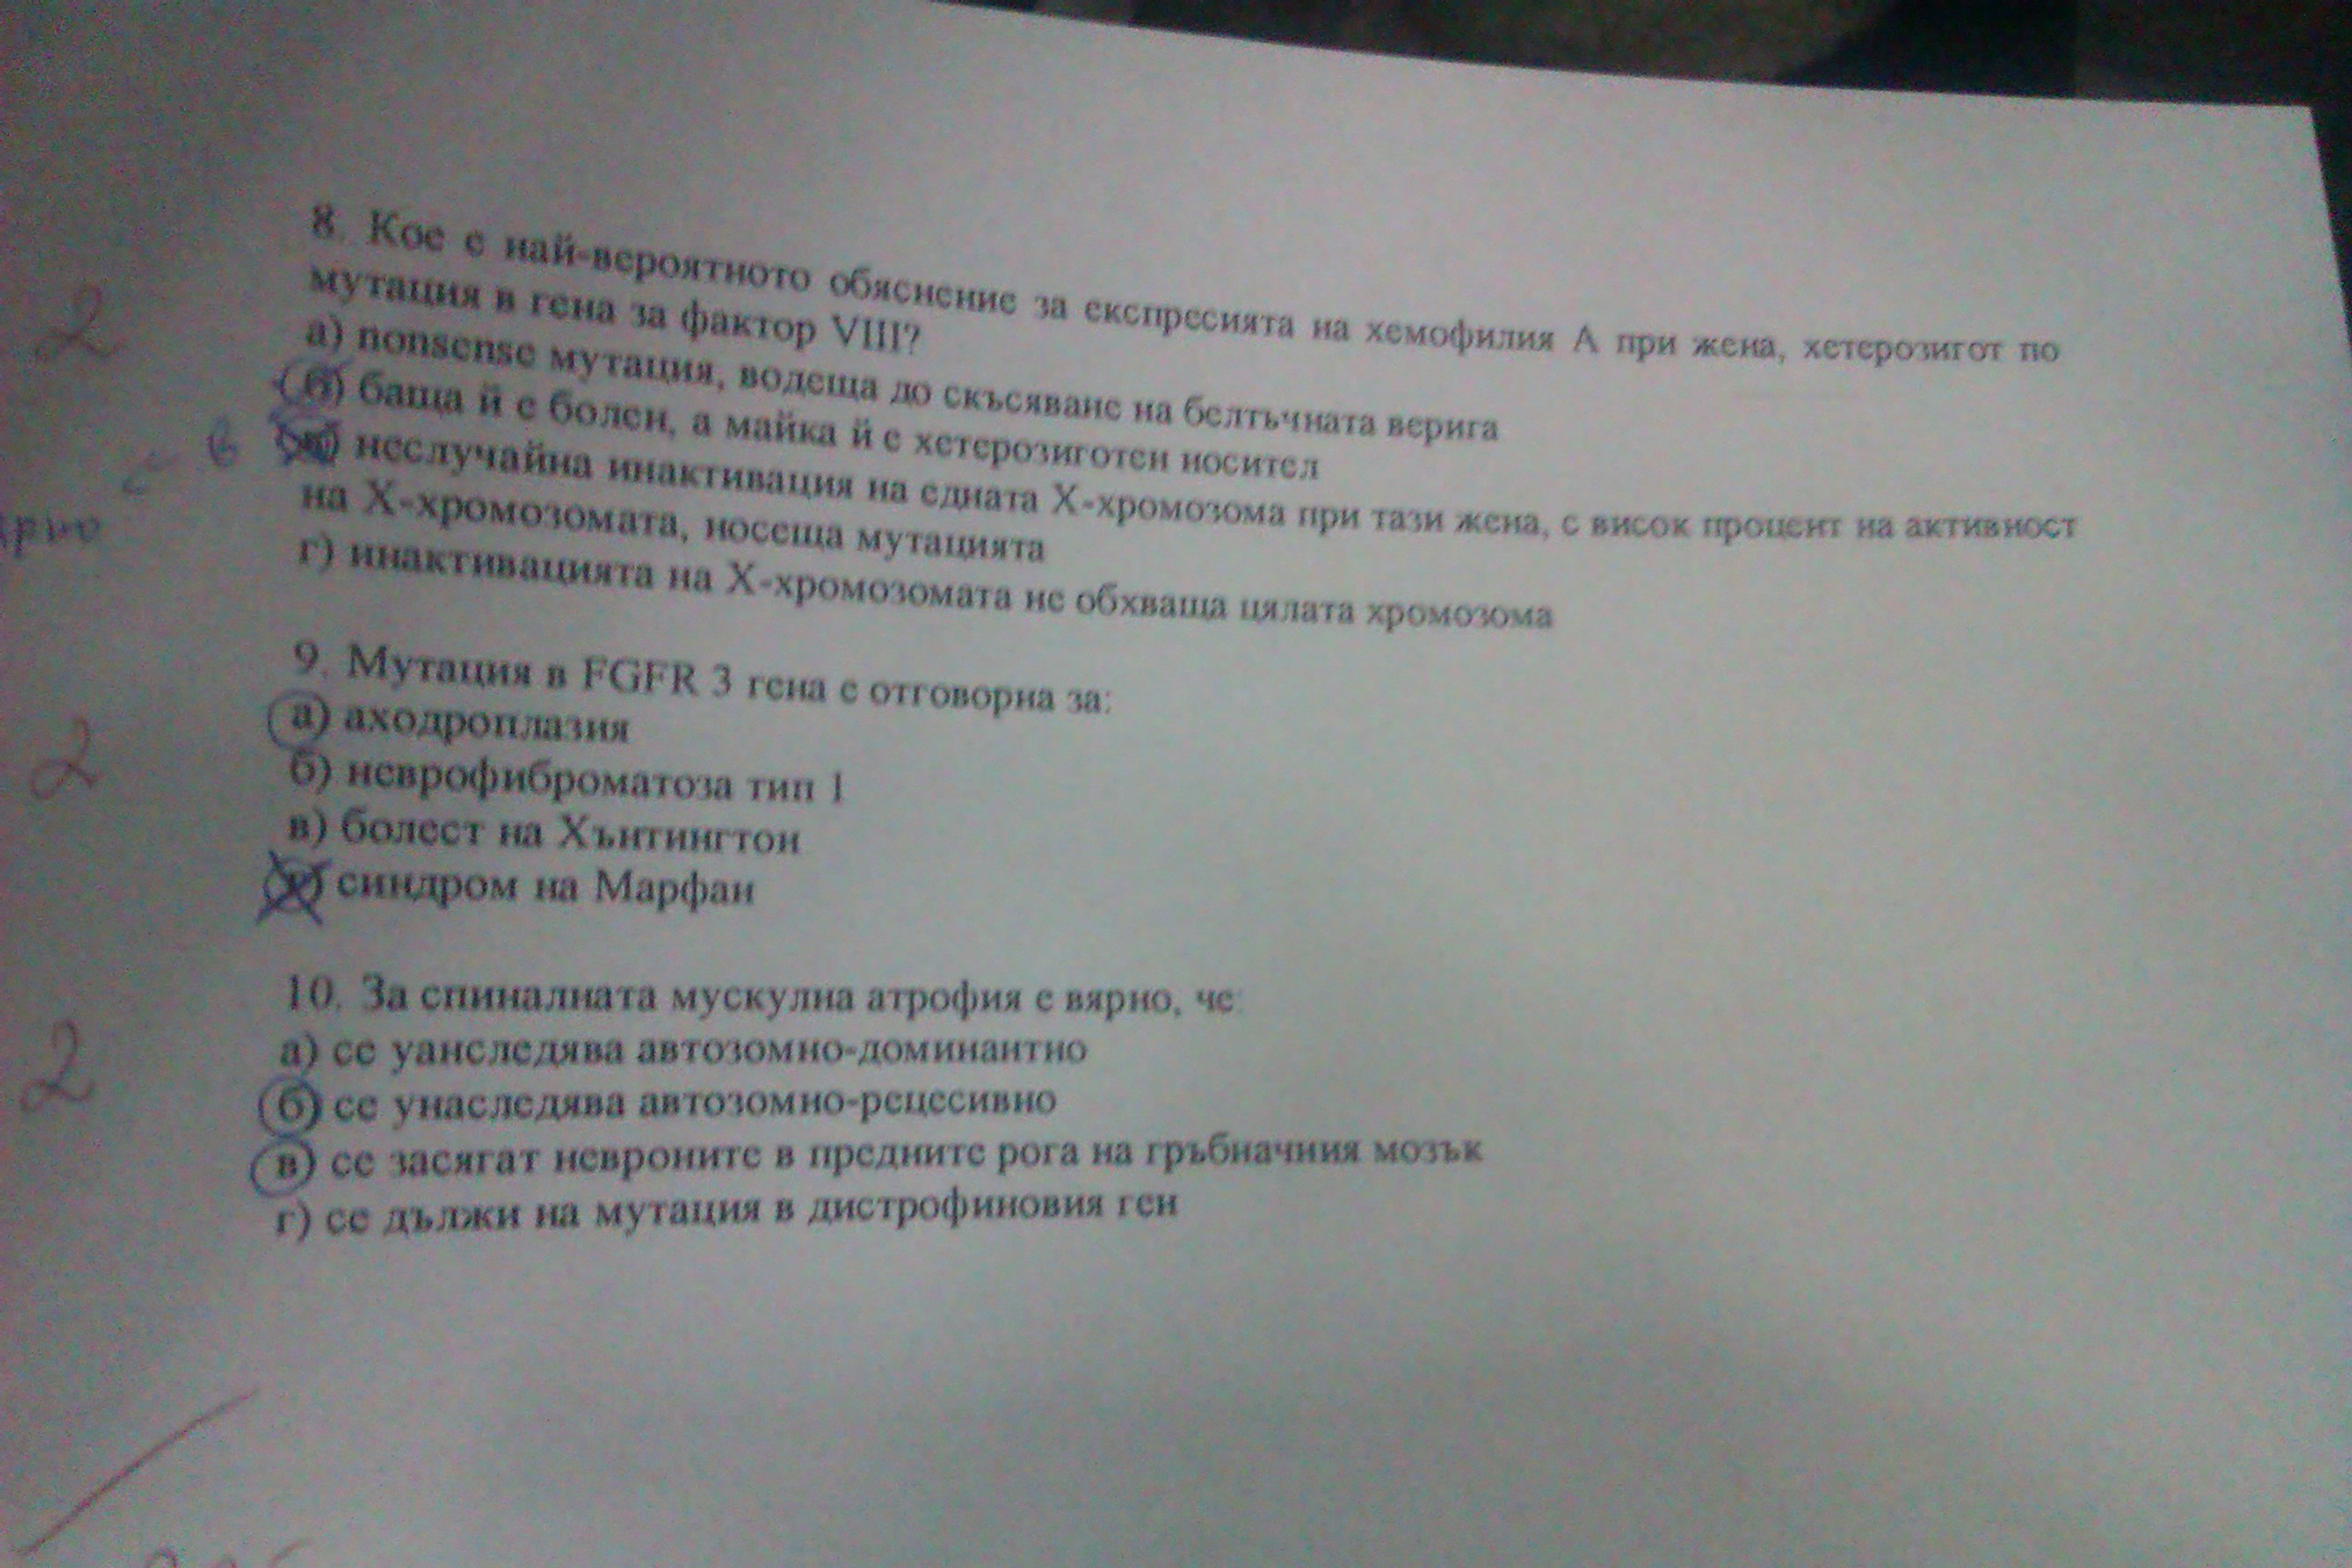 8. Кое е най-вероятното обяснение за експресията на хемофилия А при жена, хетерозигот по
мутация в гена за фактор VIII?
а) nonsense мутация, водеща до скъсяване на белтъчната верига
б) баща й е болен, а майка й е хетерозиготен носител
в
в) неслучайна инактивация на едната Х-хромозома при тази жена, с висок процент на активност
на Х-хромозомата, носеща мутацията
г) инактивацията на Х-хромозомата не обхваща цялата хромозома
2
9. Мутация в FGFR 3 гена е отговорна за:
а) аходроплазия
б) неврофиброматоза тип 1
в) болест на Хънтингтон
г) синдром на Марфан
2
10. За спиналната мускулна атрофия е вярно, че:
а) се уанследява автозомно-доминантно
б) се унаследява автозомно-рецесивно
в) се засягат невроните в предните рога на гръбначния мозък
г) се дължи на мутация в дистрофиновия ген
2